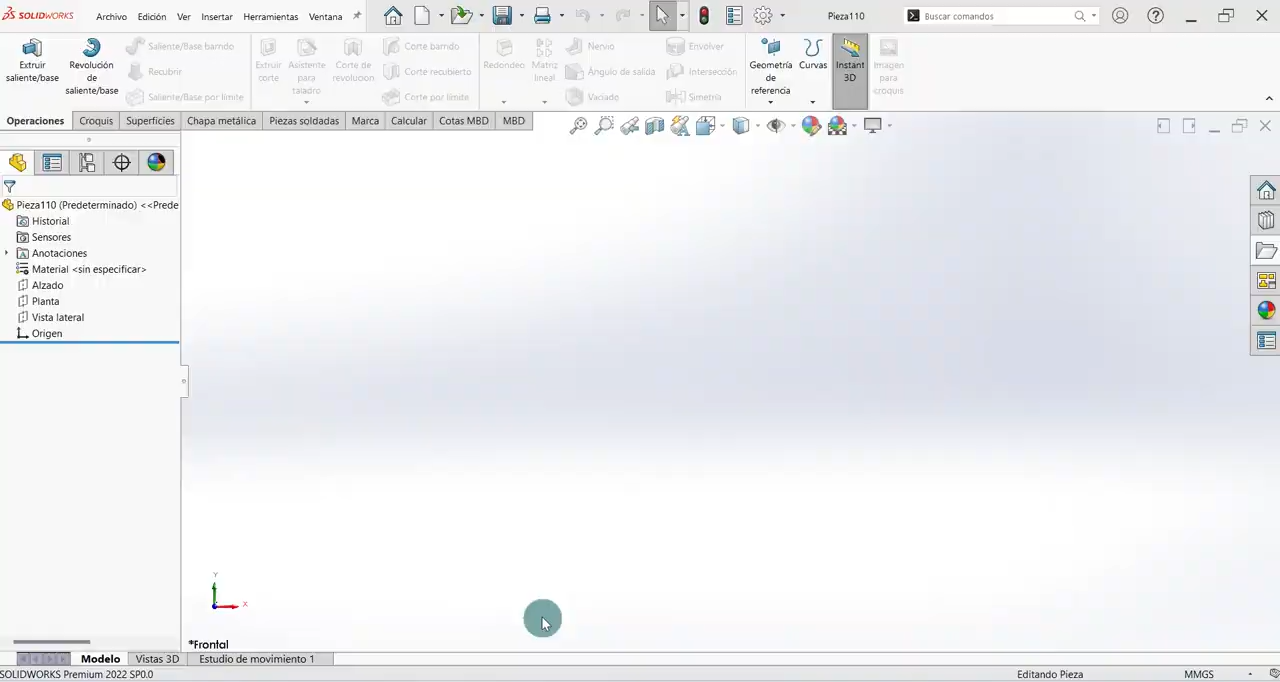 SOLIDWORKS
Archivo Edición Ver Insertar Herramientas Ventana
Pieza110
Buscar comandos
Extruir saliente/base
Revolución de saliente/base
Saliente/Base barrido
Recubrir
Saliente/Base por límite
Extruir corte
Asistente para taladro
Corte de revolución
Corte barrido
Corte recubierto
Corte por límite
Redondeo
Matriz lineal
Nervio
Ángulo de salida
Vaciado
Envolver
Intersección
Simetría
Geometría de referencia
Curvas
Instant 3D
Imagen para croquis
Operaciones Croquis Superficies Chapa metálica Piezas soldadas Marca Calcular Cotas MBD MBD
Pieza110 (Predeterminado) <<Prede
Historial
Sensores
Anotaciones
Material <sin especificar>
Alzado
Planta
Vista lateral
Origen
Y
X
*Frontal
Modelo Vistas 3D Estudio de movimiento 1
SOLIDWORKS Premium 2022 SP0.0
Editando Pieza
MMGS